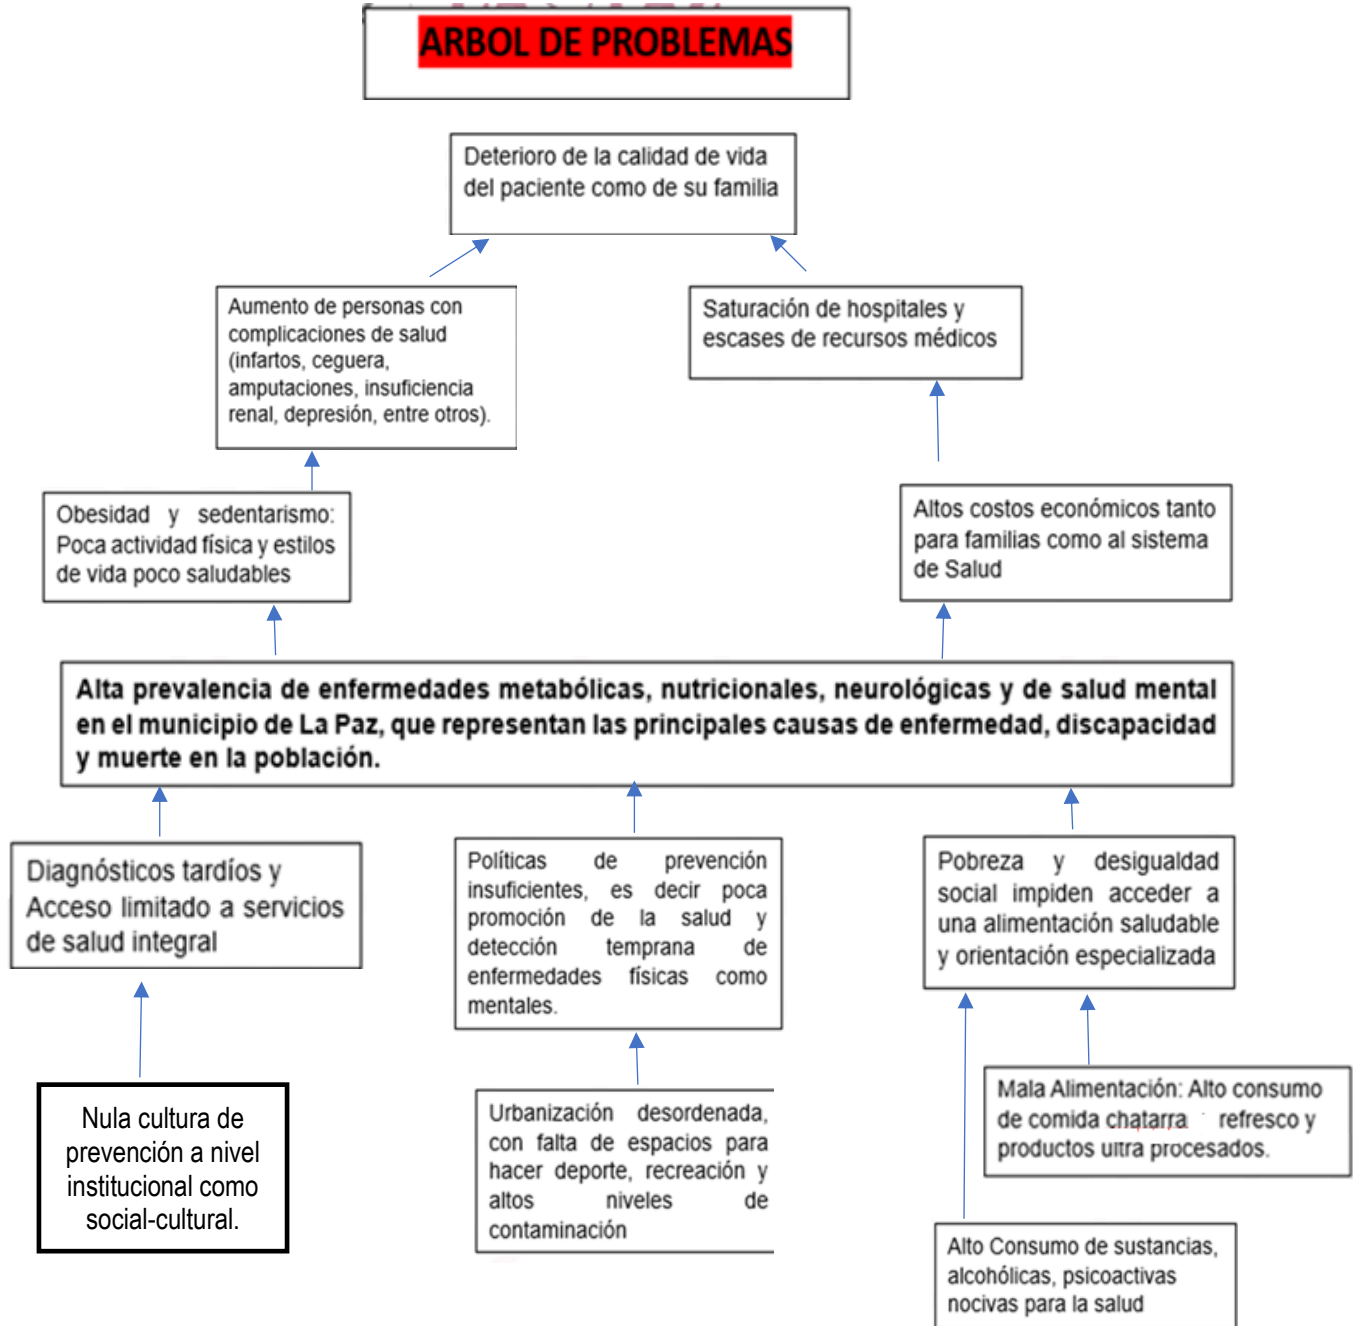 ARBOL DE PROBLEMAS
Deterioro de la calidad de vida
del paciente como de su familia
Aumento de personas con
complicaciones de salud
(infartos, ceguera,
amputaciones, insuficiencia
renal, depresión, entre otros).
Saturación de hospitales y
escases de recursos médicos
Obesidad y sedentarismo:
Poca actividad física y estilos
de vida poco saludables
Altos costos económicos tanto
para familias como al sistema
de Salud
Alta prevalencia de enfermedades metabólicas, nutricionales, neurológicas y de salud mental
en el municipio de La Paz, que representan las principales causas de enfermedad, discapacidad
y muerte en la población.
Diagnósticos tardíos y
Acceso limitado a servicios
de salud integral
Políticas de prevención
insuficientes, es decir poca
promoción de la salud y
detección temprana de
enfermedades físicas como
mentales.
Pobreza y desigualdad
social impiden acceder a
una alimentación saludable
y orientación especializada
Nula cultura de
prevención a nivel
institucional como
social-cultural.
Urbanización desordenada,
con falta de espacios para
hacer deporte, recreación y
altos niveles de
contaminación
Mala Alimentación: Alto consumo
de comida chatarra refresco y
productos ultra procesados.
Alto Consumo de sustancias,
alcohólicas, psicoactivas
nocivas para la salud